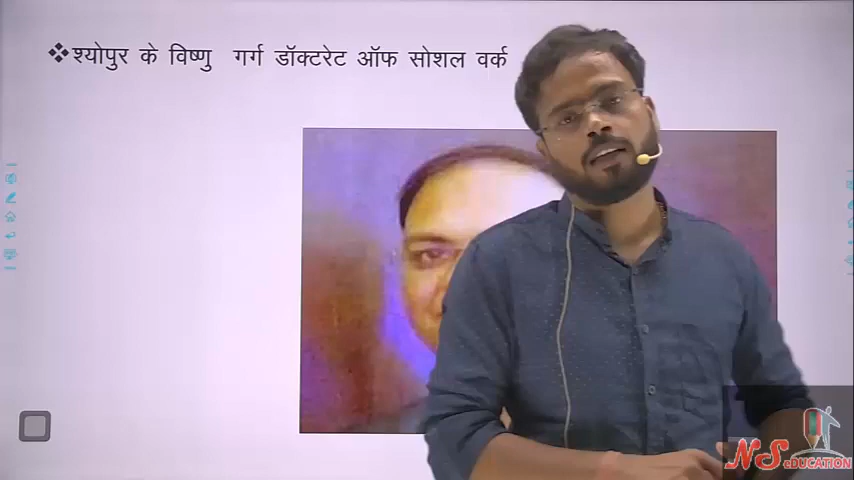 ❖श्योपुर के विष्णु गर्ग डॉक्टरेट ऑफ सोशल वर्क
NS eDUCATION